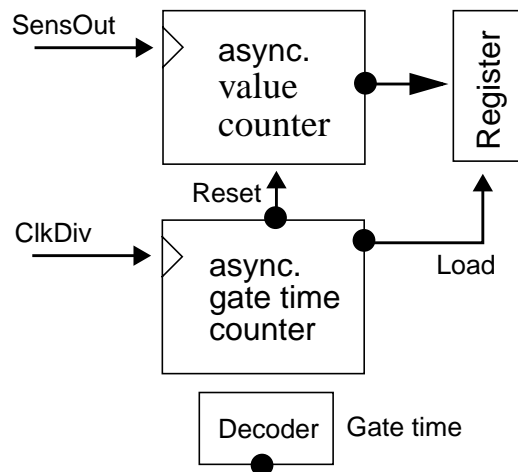 SensOut
async.
value
counter
Register
Reset
ClkDiv
async.
gate time
counter
Load
Decoder
Gate time